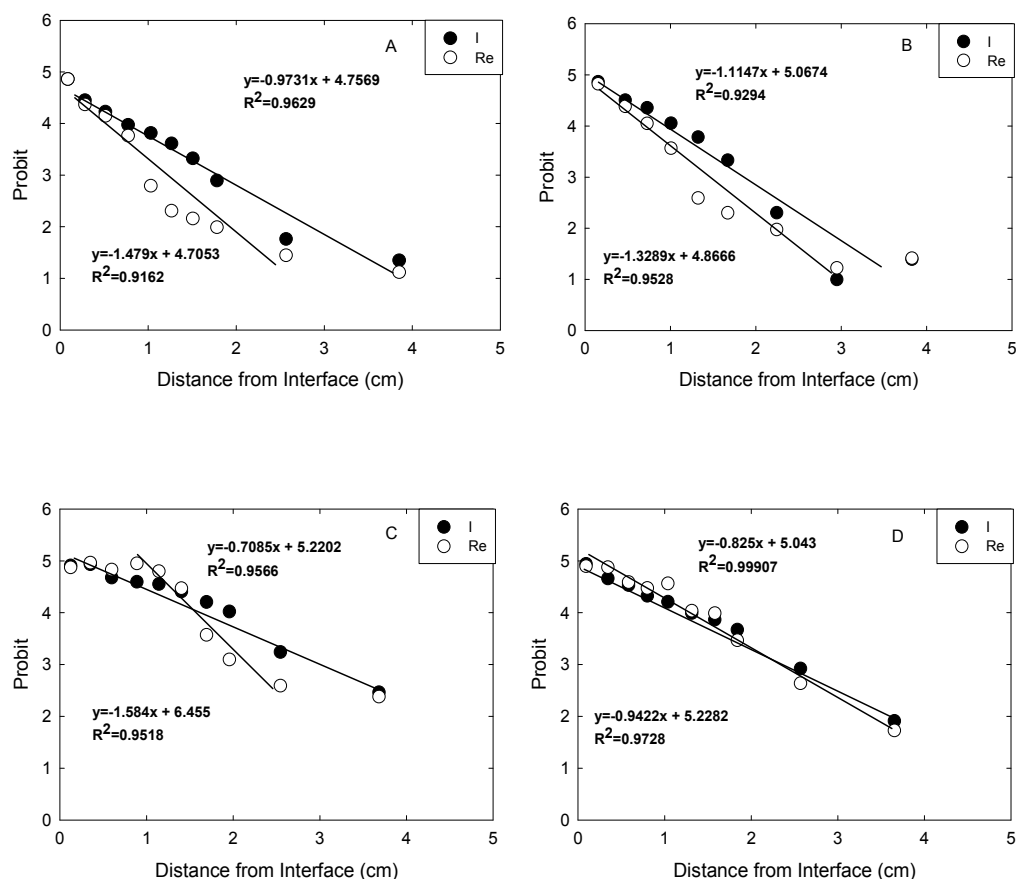 A
I
Re
y=-0.9731x + 4.7569
R2=0.9629
y=-1.479x + 4.7053
R2=0.9162
Probit
6
5
4
3
2
1
0
0 1 2 3 4 5
Distance from Interface (cm)
B
I
Re
y=-1.1147x + 5.0674
R2=0.9294
y=-1.3289x + 4.8666
R2=0.9528
Probit
6
5
4
3
2
1
0
0 1 2 3 4 5
Distance from Interface (cm)
C
I
Re
y=-0.7085x + 5.2202
R2=0.9566
y=-1.584x + 6.455
R2=0.9518
Probit
6
5
4
3
2
1
0
0 1 2 3 4 5
Distance from Interface (cm)
D
I
Re
y=-0.825x + 5.043
R2=0.99907
y=-0.9422x + 5.2282
R2=0.9728
Probit
6
5
4
3
2
1
0
0 1 2 3 4 5
Distance from Interface (cm)